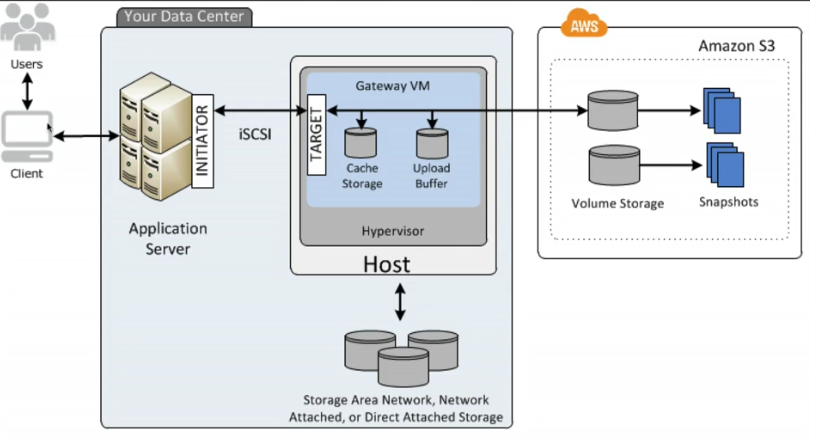 Your Data Center
AWS
Amazon S3
Users
Client
Application
Server
INITIATOR
iSCSI
TARGET
Gateway VM
Cache
Storage
Upload
Buffer
Hypervisor
Host
Volume Storage
Snapshots
Storage Area Network, Network
Attached, or Direct Attached Storage